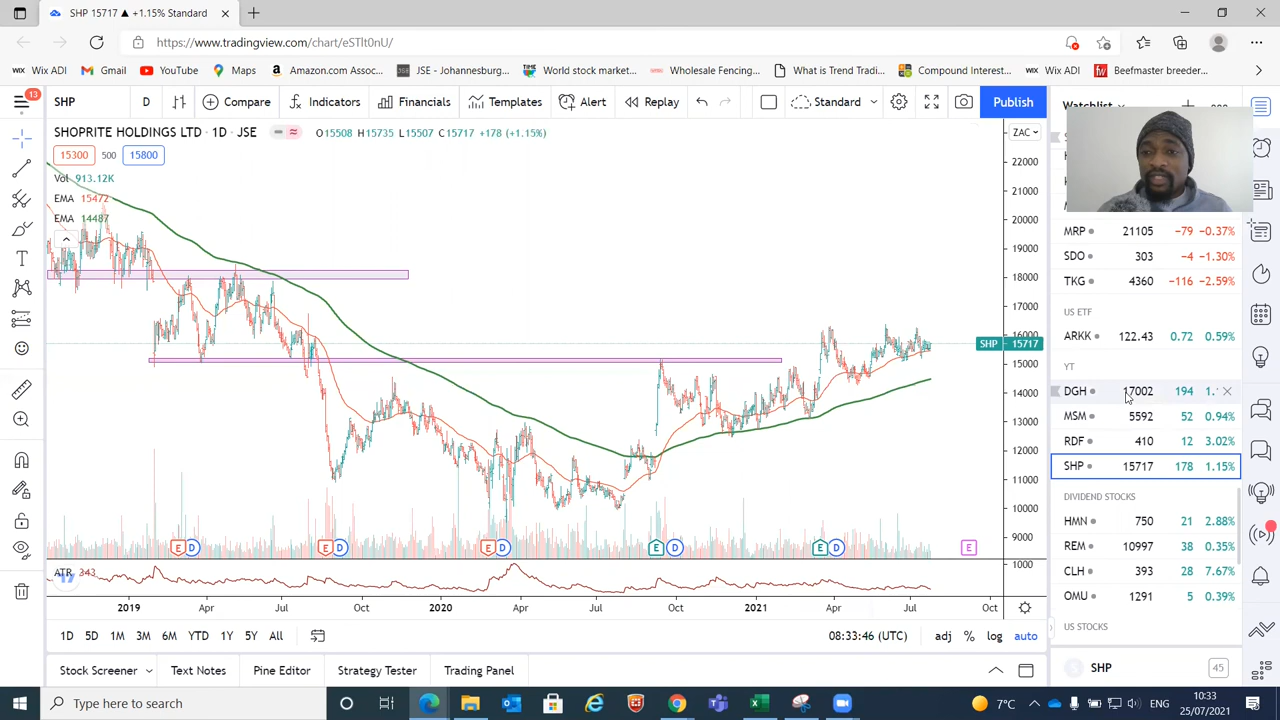 SHP 15717 ▲ +1.15% Standard
https://www.tradingview.com/chart/eSTlt0nU/
Wix ADI Gmail YouTube Maps Amazon.com Assoc... JSE - Johannesburg... World stock market... Wholesale Fencing,... What is Trend Tradi... Compound Interest... Wix ADI Beefmaster breeder...
13 SHP D Compare Indicators Financials Templates Alert Replay Standard Publish Watchlist
SHOPRITE HOLDINGS LTD · 1D · JSE O15508 H15735 L15507 C15717 +178 (+1.15%) ZAC
15300 500 15800
Vol 913.12K
EMA 15472
EMA 14487
22000
21000
20000
19000
18000
17000
16000
SHP 15717
15000
14000
13000
12000
11000
10000
9000
E D E D E D E D E D E
ATR 343 1000
2019 Apr Jul Oct 2020 Apr Jul Oct 2021 Apr Jul Oct
1D 5D 1M 3M 6M YTD 1Y 5Y All 08:33:46 (UTC) adj % log auto
Stock Screener Text Notes Pine Editor Strategy Tester Trading Panel
MRP 21105 −79 −0.37%
SDO 303 −4 −1.30%
TKG 4360 −116 −2.59%
US ETF
ARKK 122.43 0.72 0.59%
YT
DGH 17002 194 1.
MSM 5592 52 0.94%
RDF 410 12 3.02%
SHP 15717 178 1.15%
DIVIDEND STOCKS
HMN 750 21 2.88%
REM 10997 38 0.35%
CLH 393 28 7.67%
OMU 1291 5 0.39%
US STOCKS
SHP 45
Type here to search 7°C ENG 10:33
25/07/2021